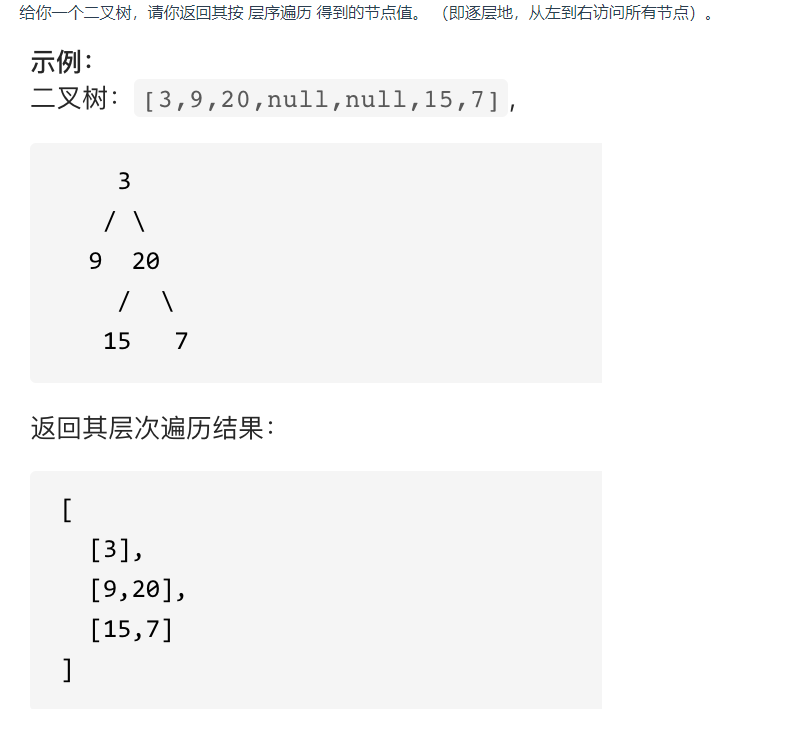 给你一个二叉树，请你返回其按 层序遍历 得到的节点值。 （即逐层地，从左到右访问所有节点）。
示例：
二叉树：[3,9,20,null,null,15,7],
3
/ \
9 20
/ \
15 7
返回其层次遍历结果：
[
[3],
[9,20],
[15,7]
]